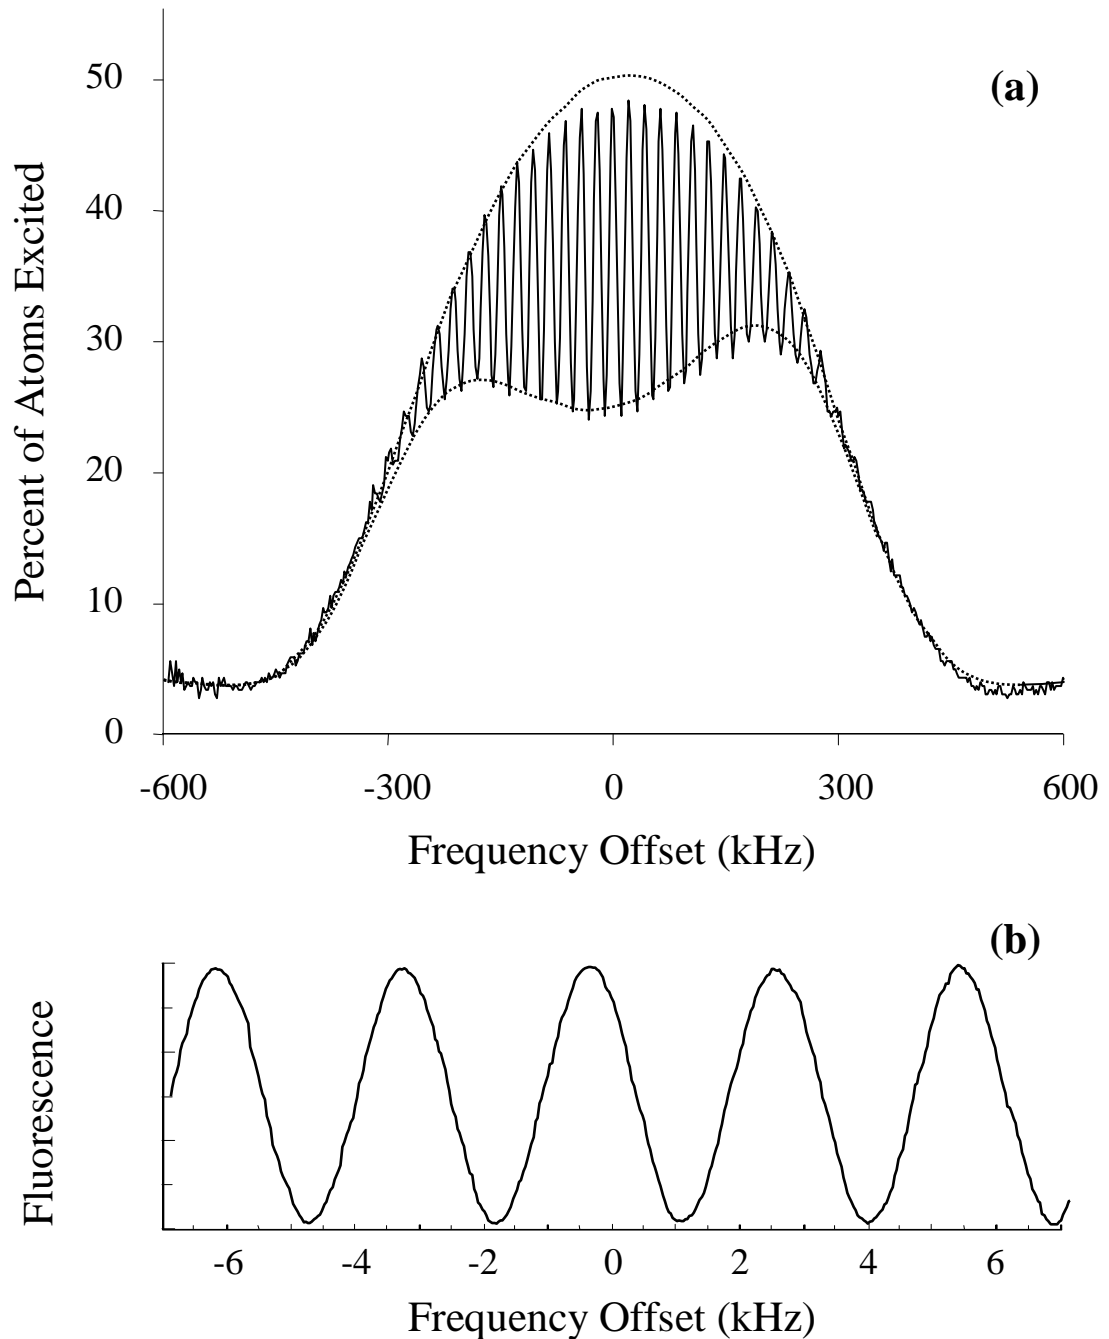 (a)
Percent of Atoms Excited
50
40
30
20
10
0
-600 -300 0 300 600
Frequency Offset (kHz)
(b)
Fluorescence
-6 -4 -2 0 2 4 6
Frequency Offset (kHz)